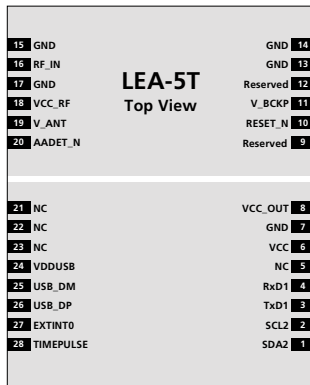 15 GND GND 14
16 RF_IN GND 13
17 GND LEA-5T Reserved 12
18 VCC_RF Top View V_BCKP 11
19 V_ANT RESET_N 10
20 AADET_N Reserved 9
21 NC VCC_OUT 8
22 NC GND 7
23 NC VCC 6
24 VDDUSB NC 5
25 USB_DM RxD1 4
26 USB_DP TxD1 3
27 EXTINT0 SCL2 2
28 TIMEPULSE SDA2 1